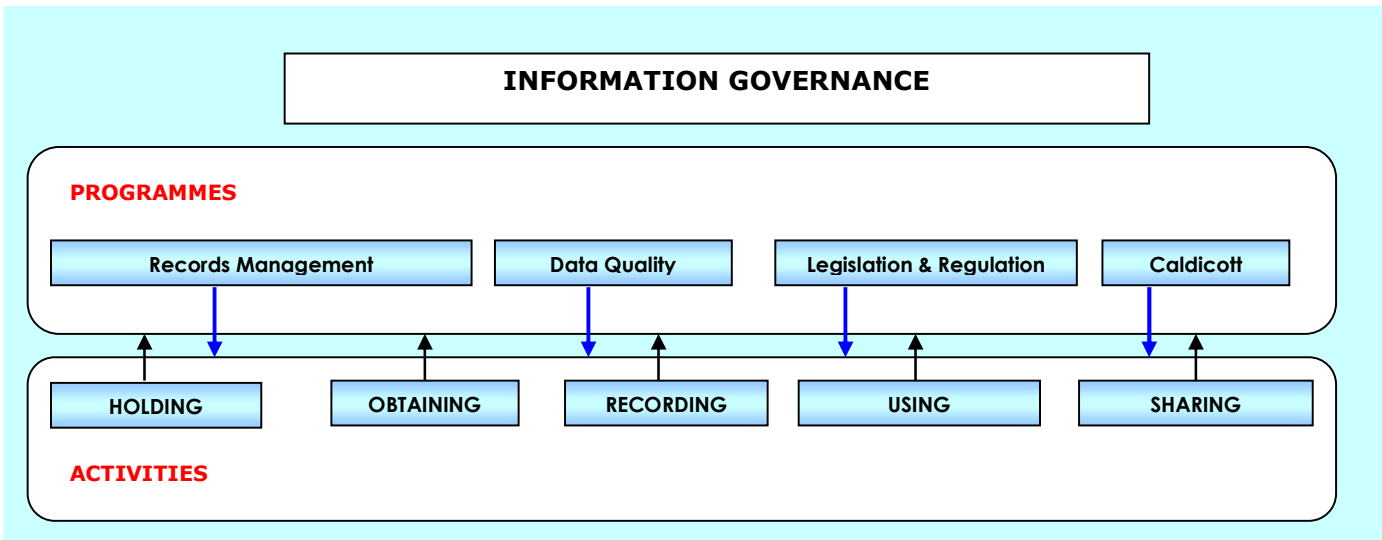 INFORMATION GOVERNANCE
PROGRAMMES
Records Management
Data Quality
Legislation & Regulation
Caldicott
HOLDING
OBTAINING
RECORDING
USING
SHARING
ACTIVITIES